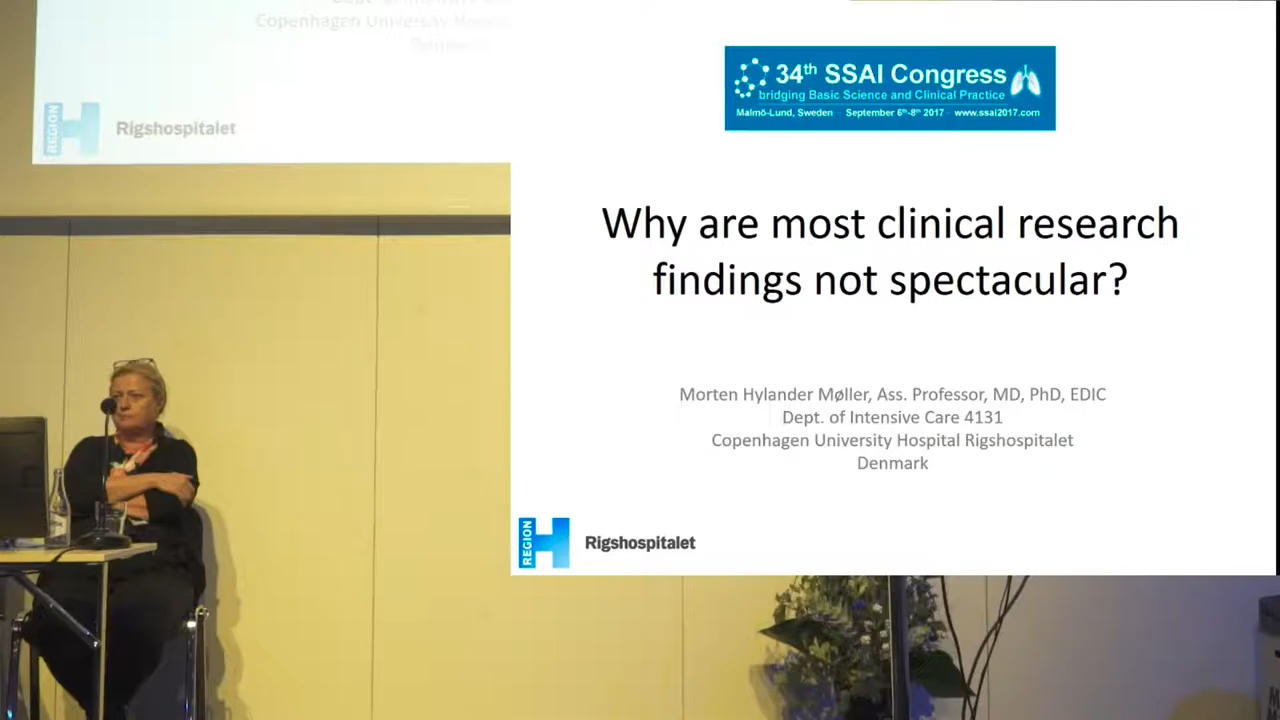 Copenhagen University
REGION
Rigshospitalet
34th SSAI Congress
bridging Basic Science and Clinical Practice
Malmö-Lund, Sweden September 6th-8th 2017 - www.ssai2017.com
Why are most clinical research
findings not spectacular?
Morten Hylander Møller, Ass. Professor, MD, PhD, EDIC
Dept. of Intensive Care 4131
Copenhagen University Hospital Rigshospitalet
Denmark
REGION
Rigshospitalet